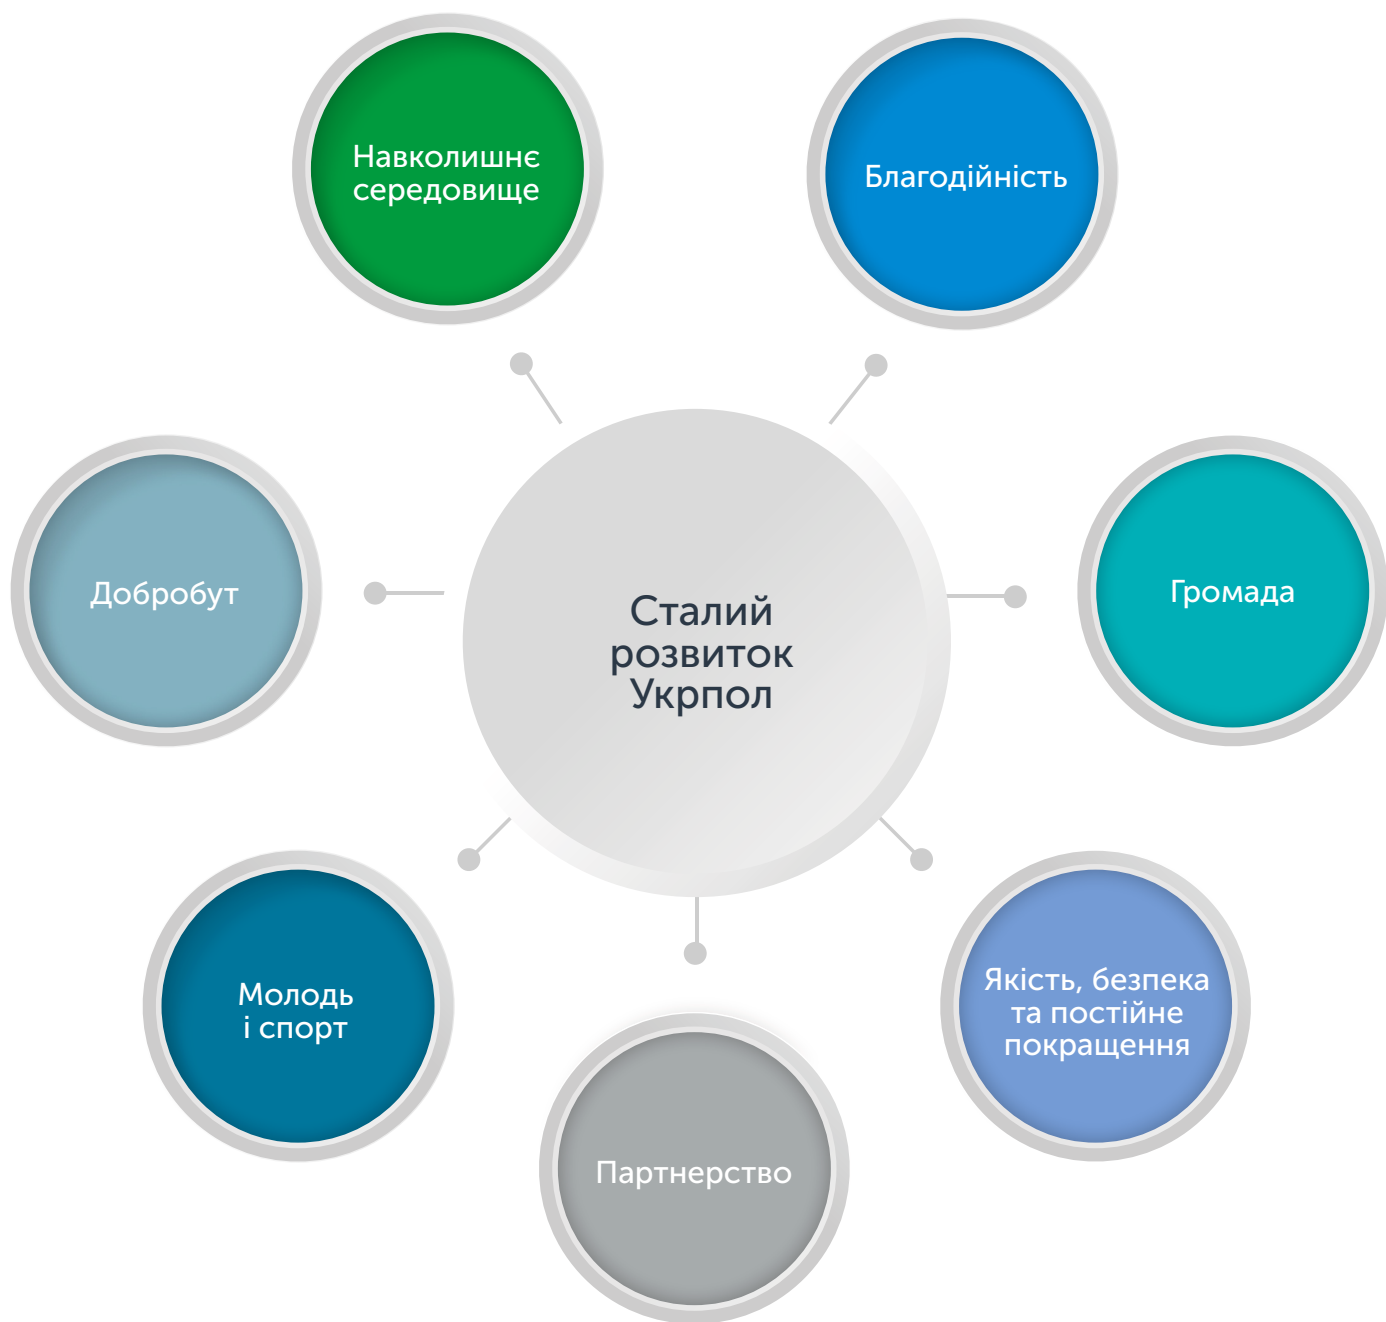 Навколишнє
середовище
Благодійність
Добробут
Сталий
розвиток
Укрпол
Громада
Молодь
і спорт
Якість, безпека
та постійне
покращення
Партнерство